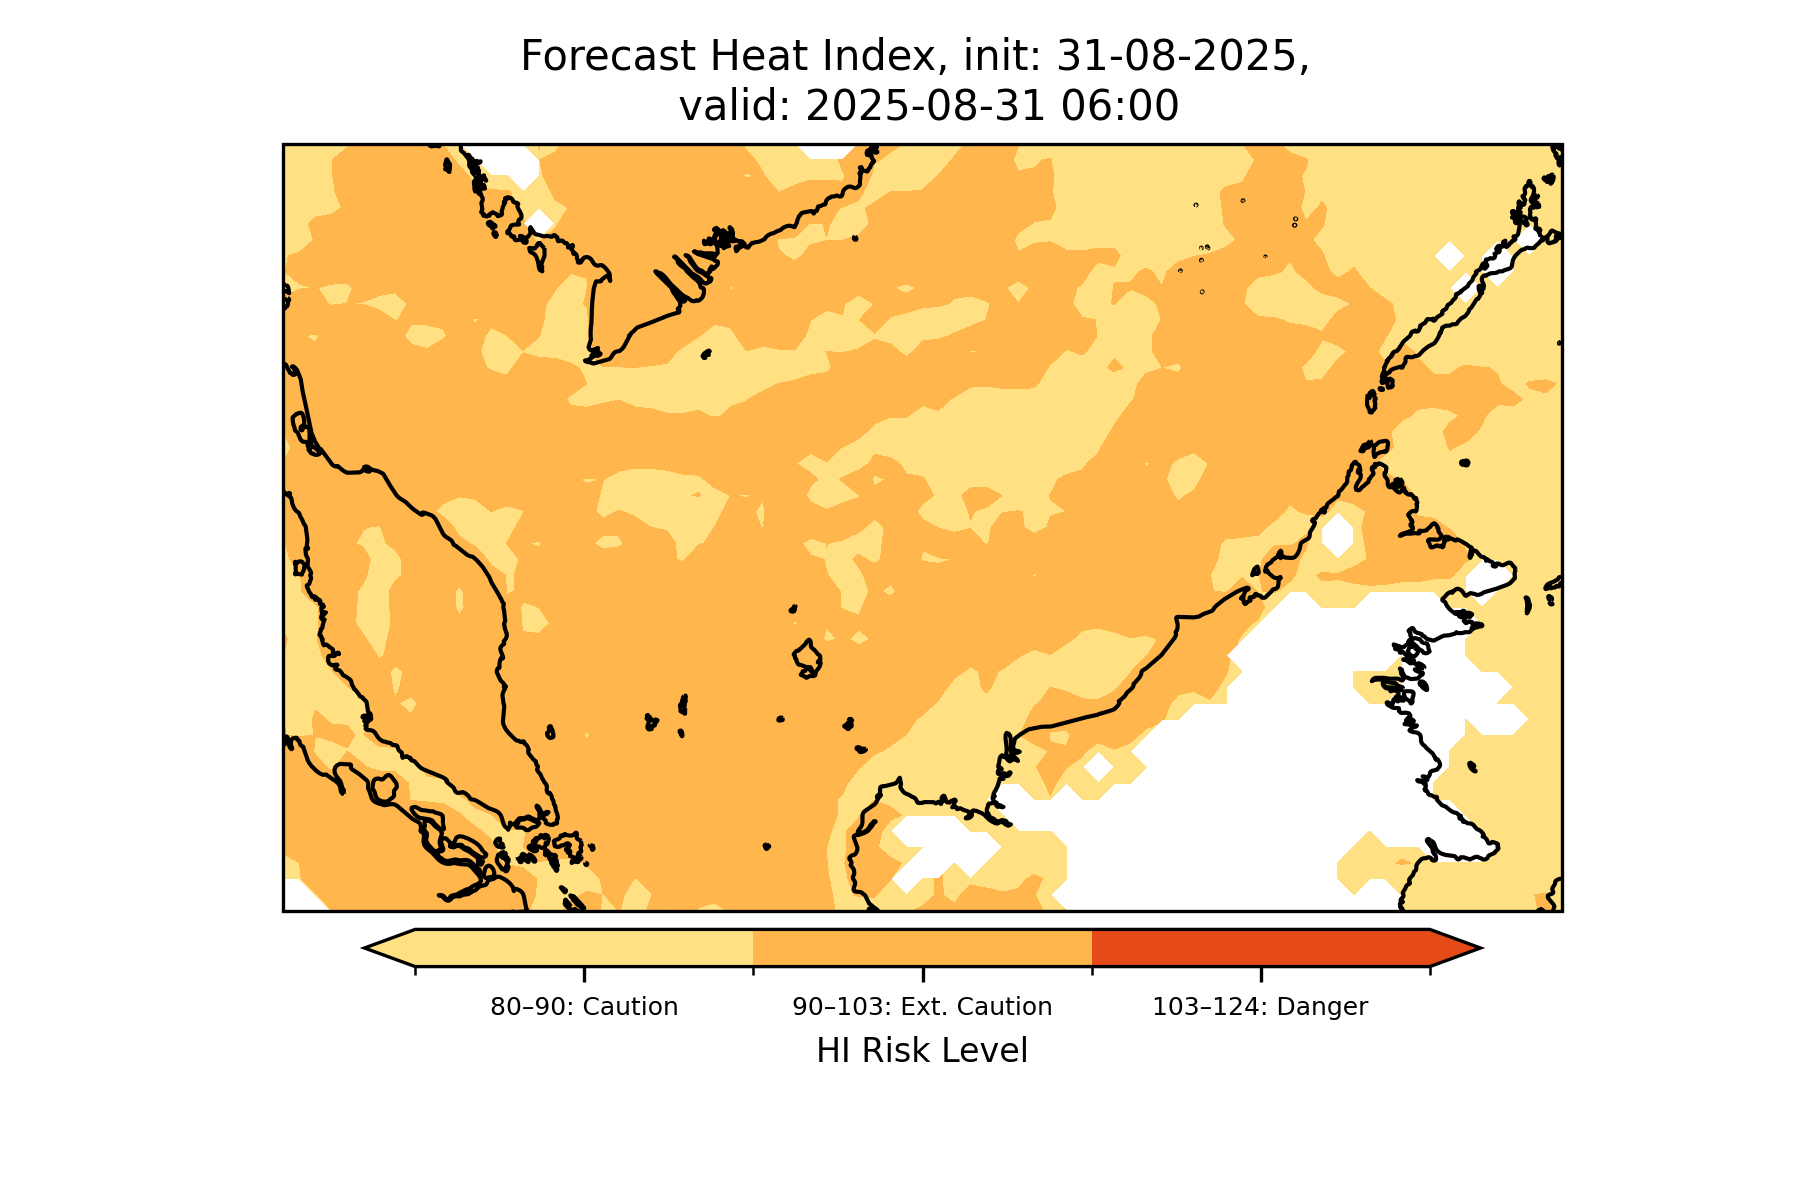 Forecast Heat Index, init: 31-08-2025,
valid: 2025-08-31 06:00
80–90: Caution
90–103: Ext. Caution
103–124: Danger
HI Risk Level